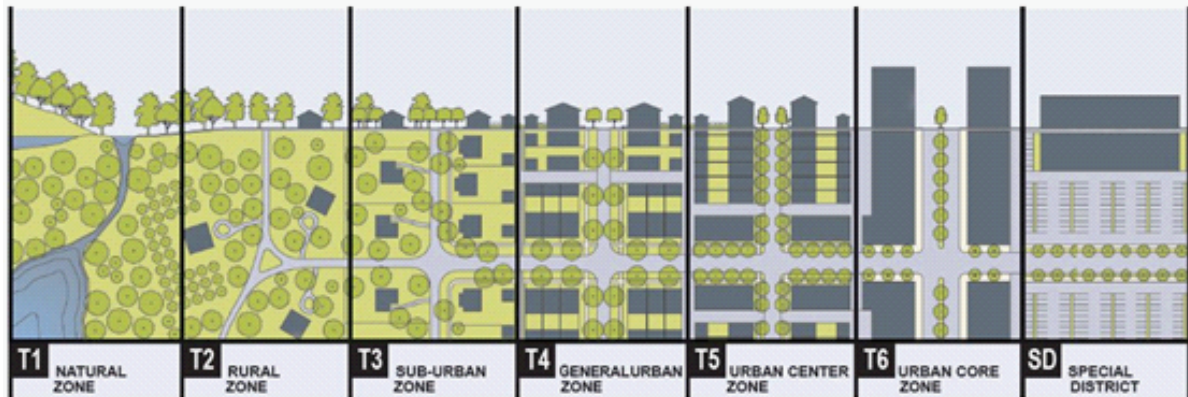 T1 NATURAL
ZONE
T2 RURAL
ZONE
T3 SUB-URBAN
ZONE
T4 GENERALURBAN
ZONE
T5 URBAN CENTER
ZONE
T6 URBAN CORE
ZONE
SD SPECIAL
DISTRICT